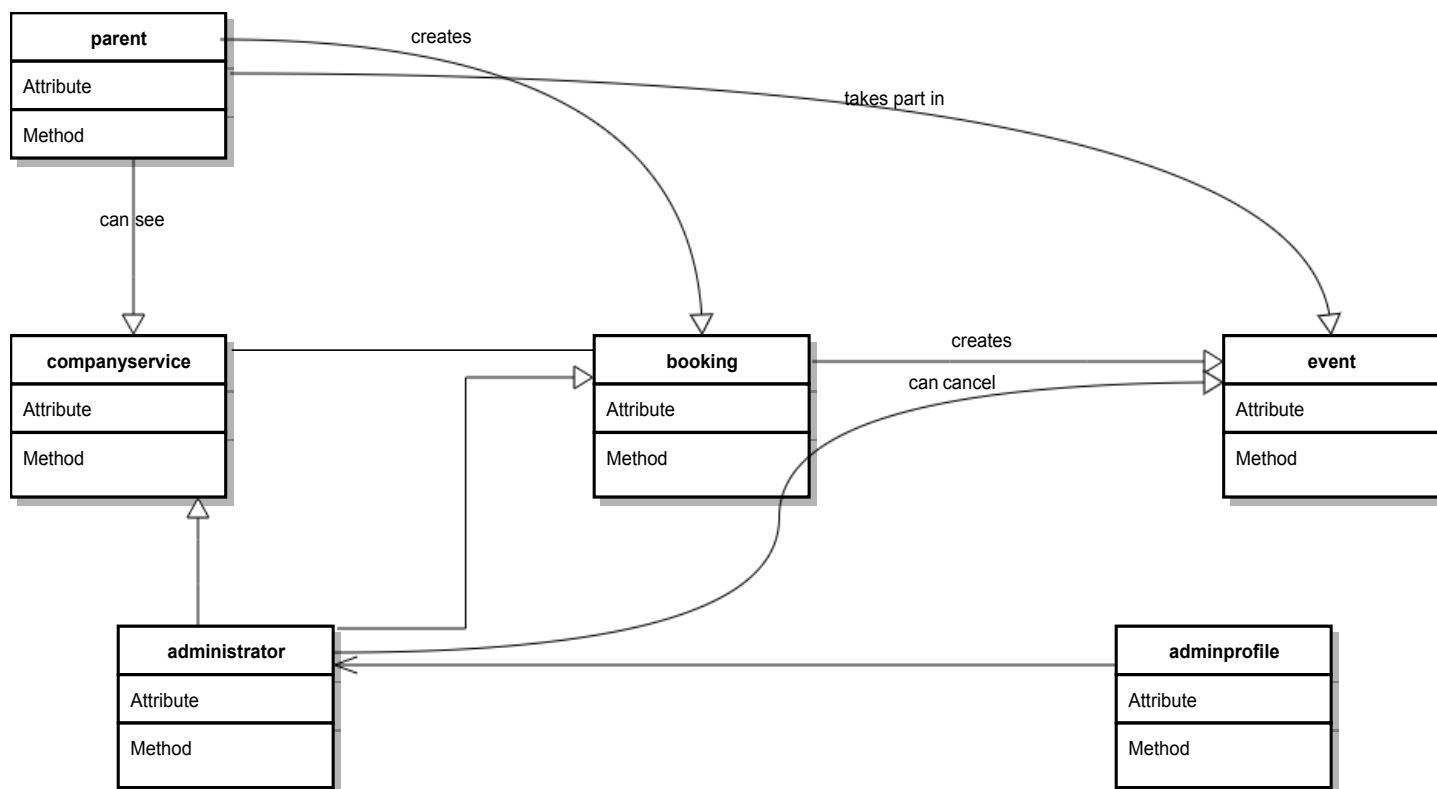 parent
Attribute
Method
creates
takes part in
can see
companyservice
Attribute
Method
booking
Attribute
Method
creates
can cancel
event
Attribute
Method
administrator
Attribute
Method
adminprofile
Attribute
Method